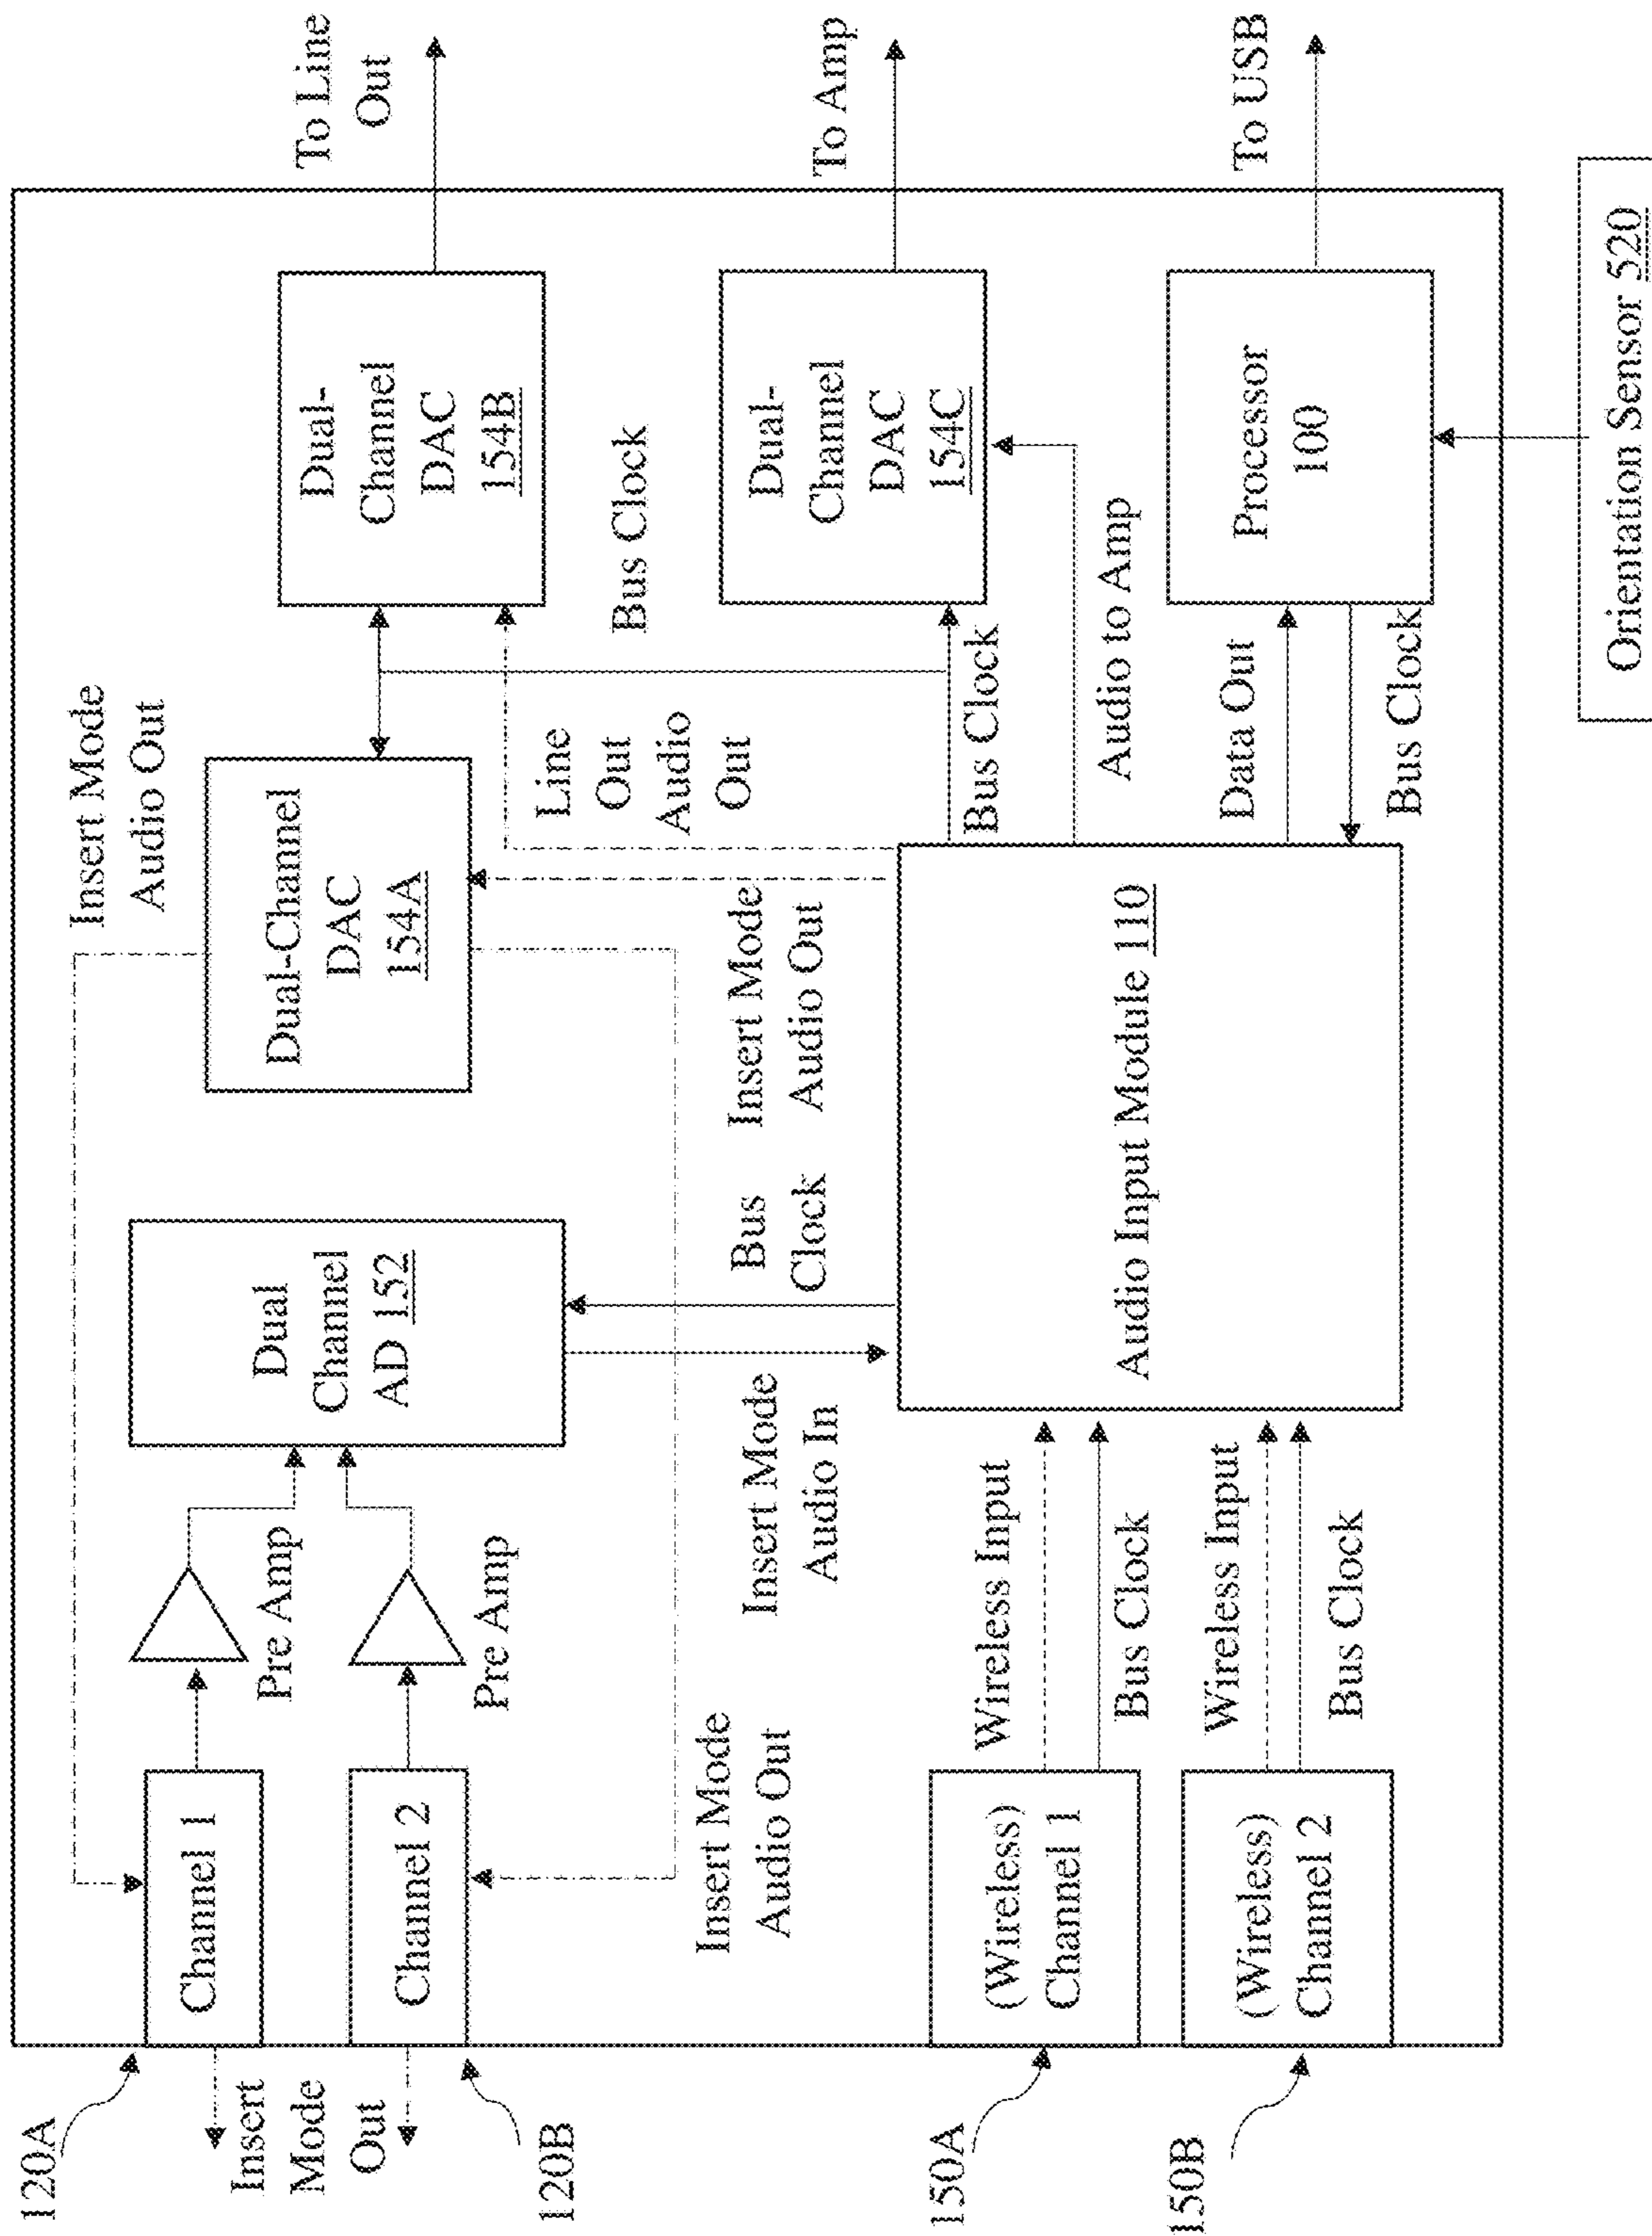 120A
Insert
Mode
Out
120B
150A
150B
Channel 1
Channel 2
(Wireless)
Channel 1
(Wireless)
Channel 2
Pre Amp
Pre Amp
Insert Mode
Audio Out
Wireless Input
Bus Clock
Wireless Input
Bus Clock
Dual
Channel
AD 152
Insert Mode
Audio In
Bus
Clock
Insert Mode
Audio Out
Audio Input Module 110
Insert Mode
Audio Out
Dual-Channel
DAC
154A
Line
Out
Audio
Out
Bus Clock
Bus Clock
Audio to Amp
Data Out
Bus Clock
Dual-
Channel
DAC
154B
Dual-
Channel
DAC
154C
Processor
100
Orientation Sensor 520
To Line
Out
To Amp
To USB